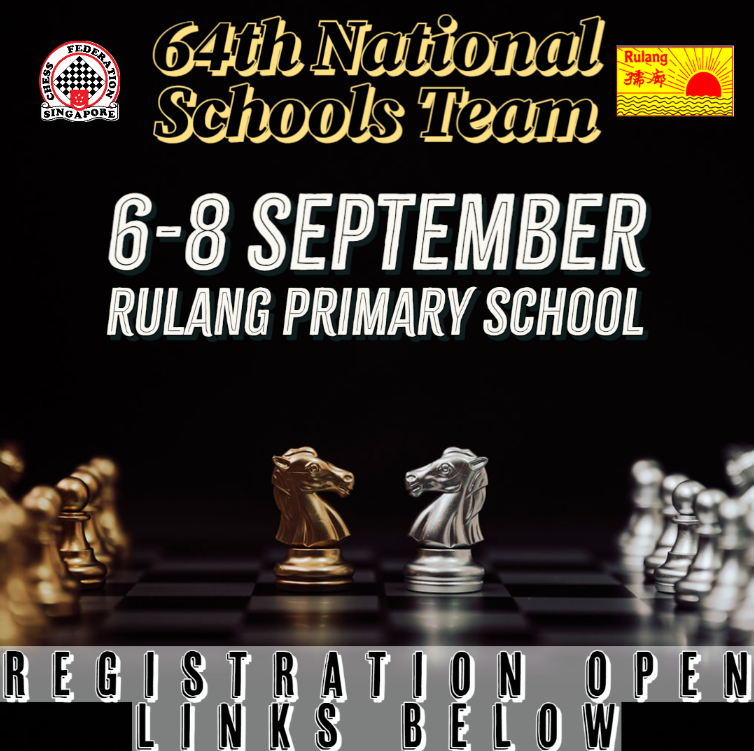 64th National
Schools Team
CHESS FEDERATION
SINGAPORE
Rulang
6-8 SEPTEMBER
RULANG PRIMARY SCHOOL
REGISTRATION OPEN
LINKS BELOW